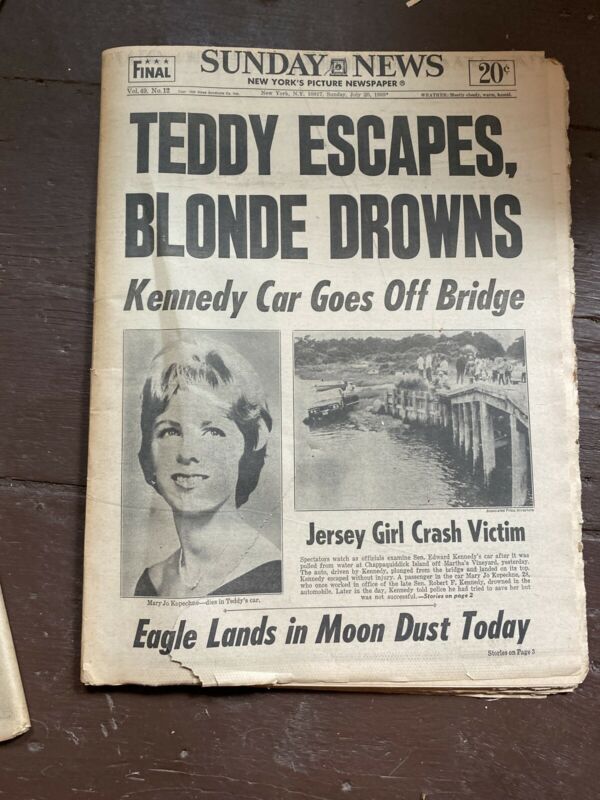 FINAL
SUNDAY NEWS
NEW YORK'S PICTURE NEWSPAPER ®
20¢
Vol. 49. No. 12
New York, N.Y. 10017, Sunday, July 20, 1969*
WEATHER: Mostly cloudy, warm, humid.
TEDDY ESCAPES,
BLONDE DROWNS
Kennedy Car Goes Off Bridge
Mary Jo Kopechne—dies in Teddy's car.
Associated Press Wirefoto
Jersey Girl Crash Victim
Spectators watch as officials examine Sen. Edward Kennedy's car after it was
pulled from water at Chappaquiddick Island off Martha's Vineyard, yesterday.
The auto, driven by Kennedy, plunged from the bridge and landed on its top.
Kennedy escaped without injury. A passenger in the car Mary Jo Kopechne, 28,
who once worked in office of the late Sen. Robert F. Kennedy, drowned in the
automobile. Later in the day, Kennedy told police he had tried to save her but
was not successful. —Stories on page 2
Eagle Lands in Moon Dust Today
Stories on Page 3